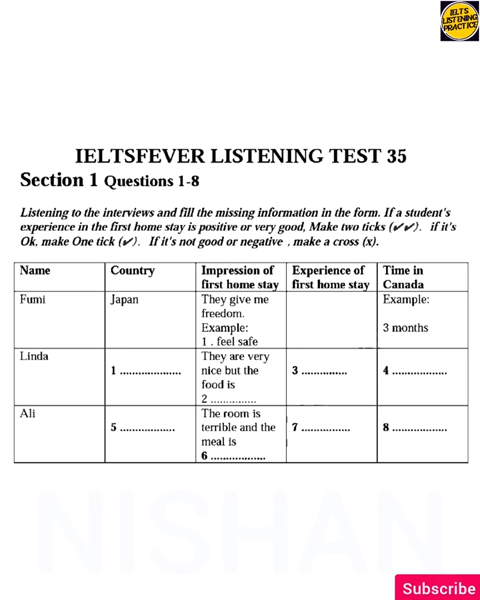 IELTS
LISTENING
PRACTICE
IELTSFEVER LISTENING TEST 35
Section 1 Questions 1-8
Listening to the interviews and fill the missing information in the form. If a student's
experience in the first home stay is positive or very good, Make two ticks (✔✔). if it's
Ok, make One tick (✔). If it's not good or negative , make a cross (x).
Name Country Impression of first home stay Experience of first home stay Time in Canada
Fumi Japan They give me freedom. Example: 1 . feel safe Example: 3 months
Linda 1 ..................... They are very nice but the food is 2 ............... 3 ............... 4 ..................
Ali 5 .................. The room is terrible and the meal is 6 .................. 7 ................ 8 ..................
NISHAN
Subscribe